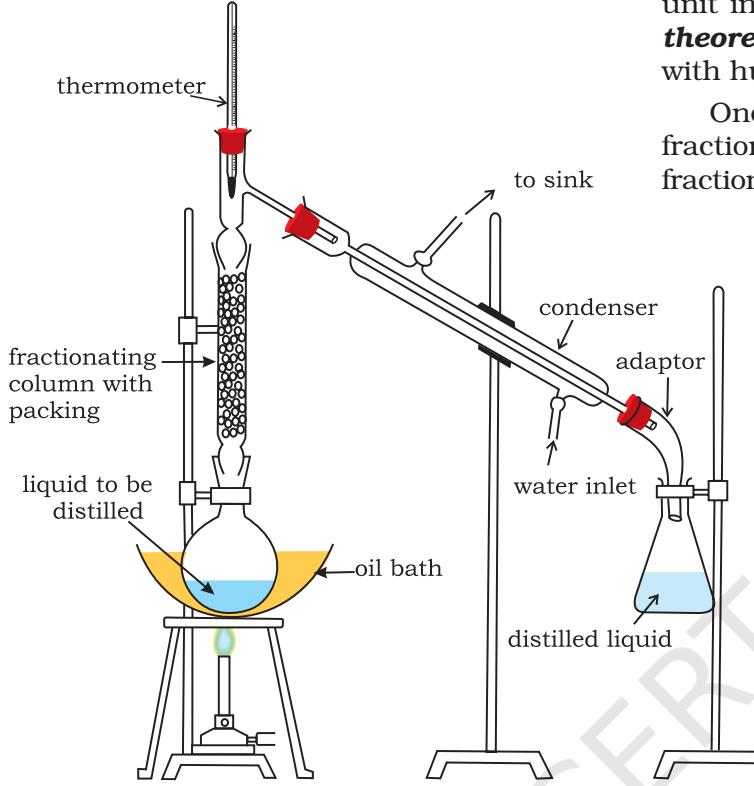 unit in
theore
with hu
One
fraction
fraction
thermometer
to sink
condenser
adaptor
fractionating
column with
packing
liquid to be
distilled
water inlet
oil bath
distilled liquid
CERT